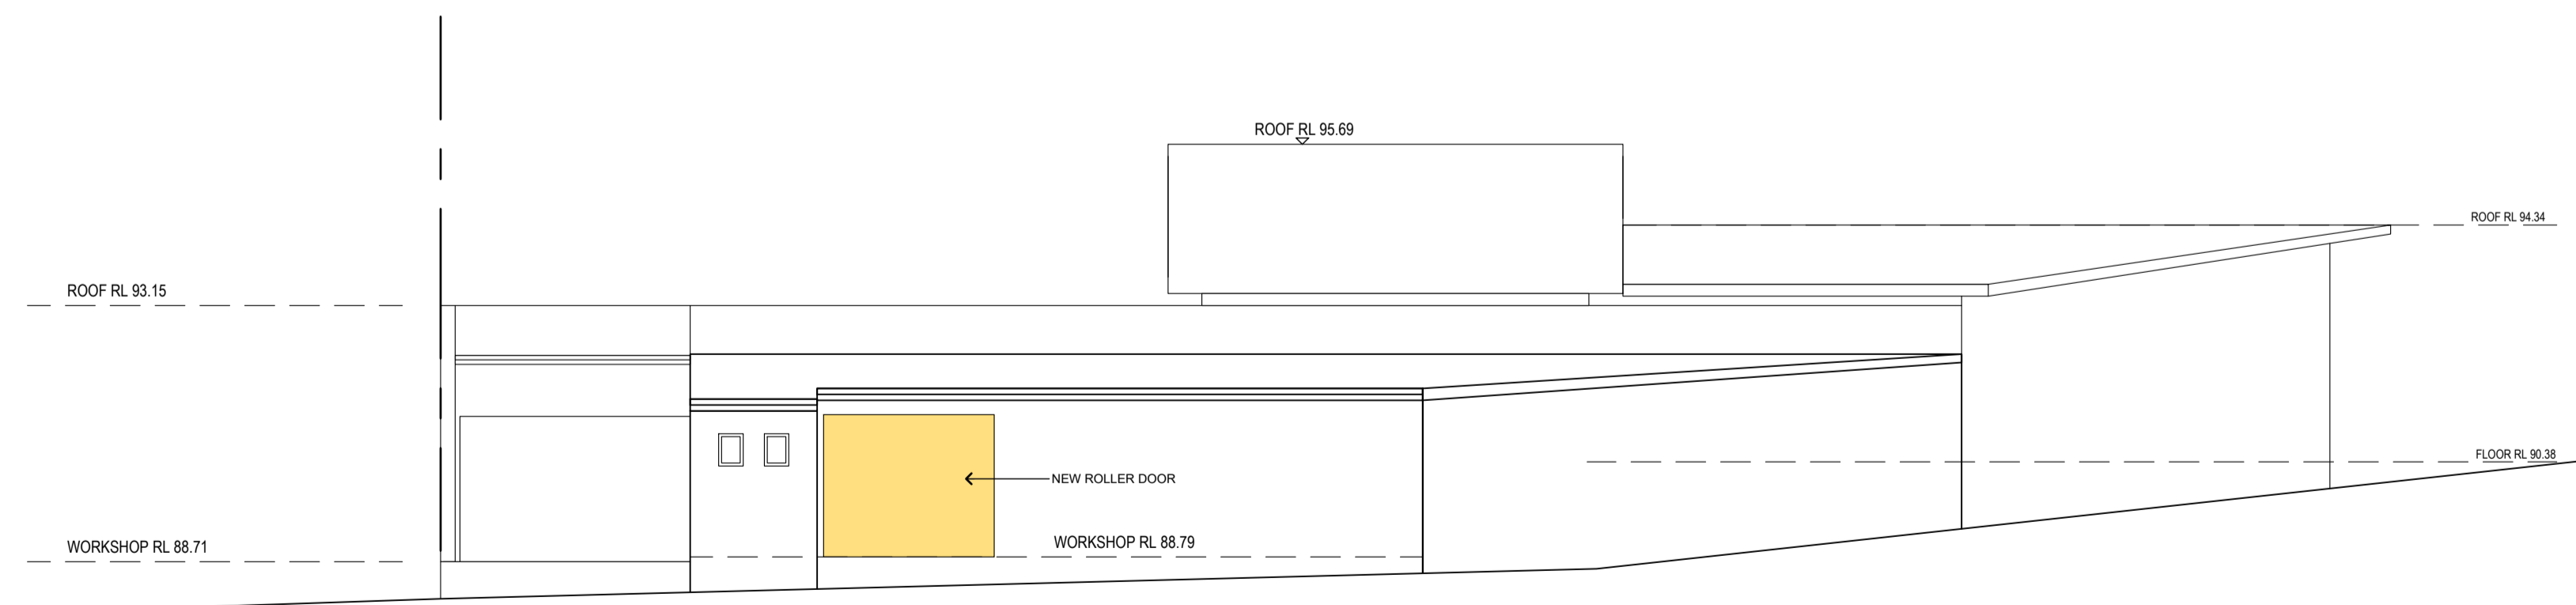 ROOF RL 95.69
ROOF RL 94.34
ROOF RL 93.15
FLOOR RL 90.38
NEW ROLLER DOOR
WORKSHOP RL 88.71
WORKSHOP RL 88.79